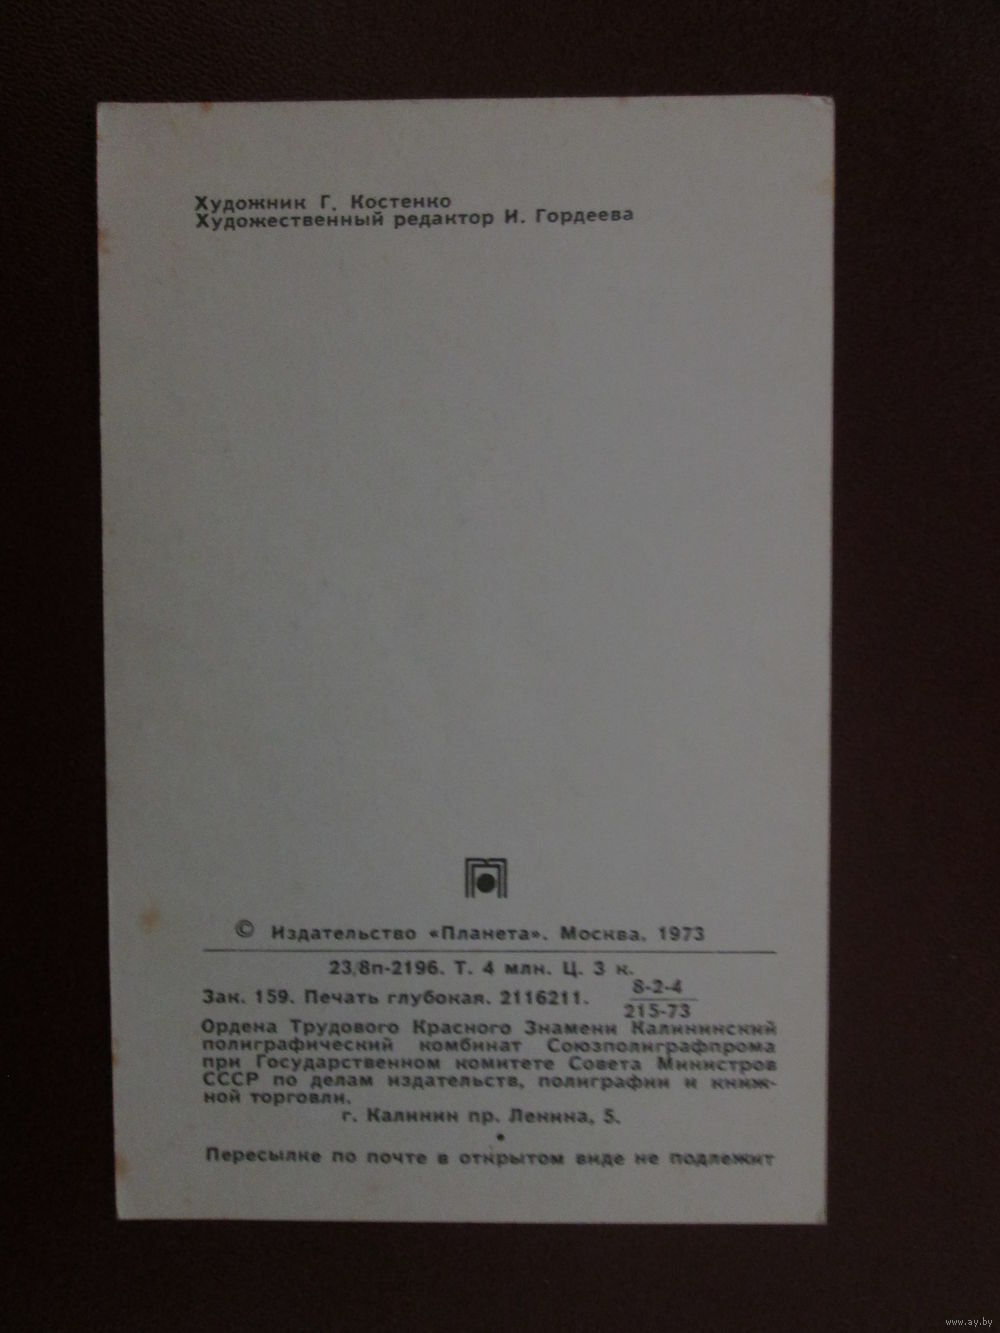 Художник Г. Костенко
Художественный редактор И. Гордеева
© Издательство «Планета». Москва. 1973
23/8п-2196. Т. 4 млн. Ц. 3 к.
Зак. 159. Печать глубокая. 2116211. 8-2-4
215-73
Ордена Трудового Красного Знамени Калининский
полиграфический комбинат Союзполиграфпрома
при Государственном комитете Совета Министров
СССР по делам издательств, полиграфии и книж-
ной торговли.
г. Калинин пр. Ленина, 5.
Пересылке по почте в открытом виде не подлежит
www.ay.by